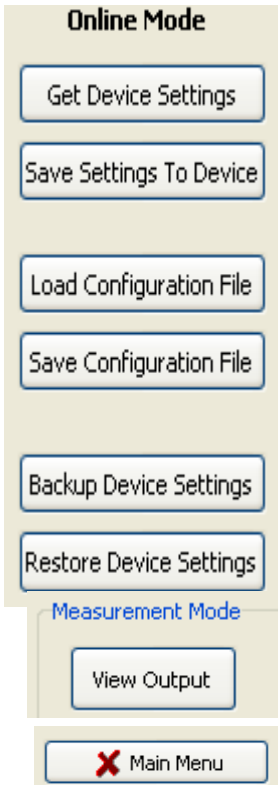 Online Mode
Get Device Settings
Save Settings To Device
Load Configuration File
Save Configuration File
Backup Device Settings
Restore Device Settings
Measurement Mode
View Output
Main Menu